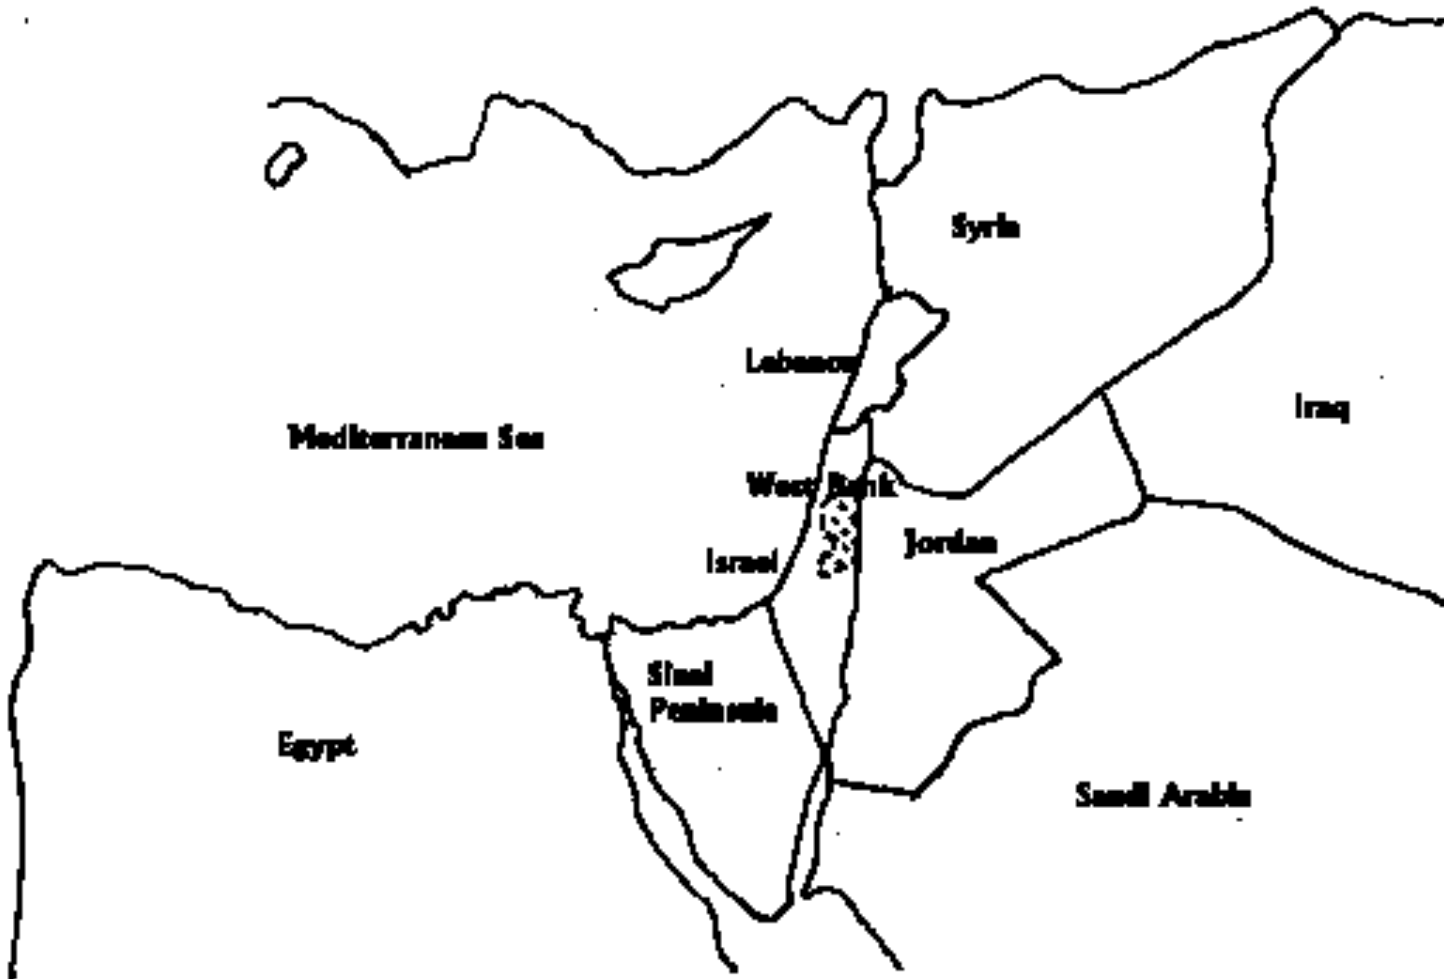 Syria
Lebanon
Iraq
Mediterranean Sea
West Bank
Jordan
Israel
Sinai
Peninsula
Egypt
Saudi Arabia